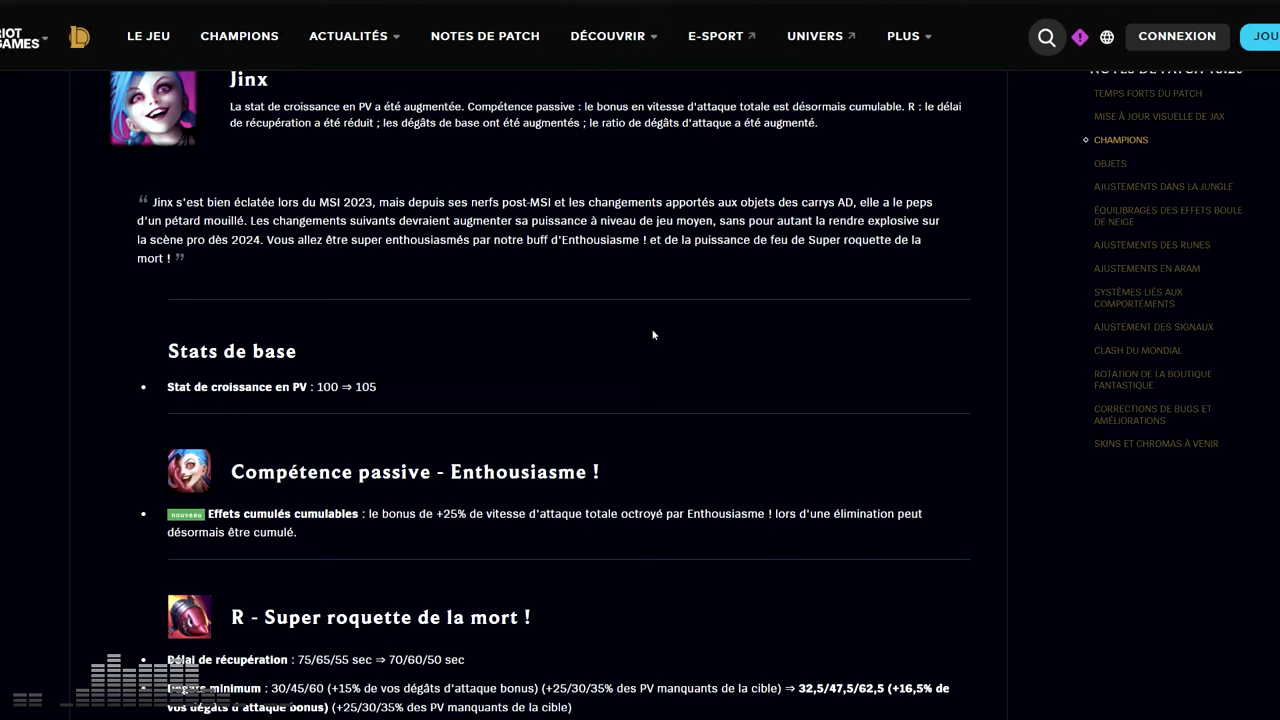 RIOT GAMES
LE JEU
CHAMPIONS
ACTUALITÉS
NOTES DE PATCH
DÉCOUVRIR
E-SPORT
UNIVERS
PLUS
CONNEXION
JOU
Jinx
La stat de croissance en PV a été augmentée. Compétence passive : le bonus en vitesse d'attaque totale est désormais cumulable. R : le délai
de récupération a été réduit ; les dégâts de base ont été augmentés ; le ratio de dégâts d'attaque a été augmenté.
“ Jinx s'est bien éclatée lors du MSI 2023, mais depuis ses nerfs post-MSI et les changements apportés aux objets des carrys AD, elle a le peps
d'un pétard mouillé. Les changements suivants devraient augmenter sa puissance à niveau de jeu moyen, sans pour autant la rendre explosive sur
la scène pro dès 2024. Vous allez être super enthousiasmés par notre buff d'Enthousiasme ! et de la puissance de feu de Super roquette de la
mort ! ”
Stats de base
• Stat de croissance en PV : 100 ⇒ 105
Compétence passive - Enthousiasme !
• NOUVEAU Effets cumulés cumulables : le bonus de +25% de vitesse d'attaque totale octroyé par Enthousiasme ! lors d'une élimination peut
désormais être cumulé.
R - Super roquette de la mort !
• Délai de récupération : 75/65/55 sec ⇒ 70/60/50 sec
• Dégâts minimum : 30/45/60 (+15% de vos dégâts d'attaque bonus) (+25/30/35% des PV manquants de la cible) ⇒ 32,5/47,5/62,5 (+16,5% de
vos dégâts d'attaque bonus) (+25/30/35% des PV manquants de la cible)
NOTES DE PATCH
TEMPS FORTS DU PATCH
MISE À JOUR VISUELLE DE JAX
CHAMPIONS
OBJETS
AJUSTEMENTS DANS LA JUNGLE
ÉQUILIBRAGES DES EFFETS BOULE
DE NEIGE
AJUSTEMENTS DES RUNES
AJUSTEMENTS EN ARAM
SYSTÈMES LIÉS AUX
COMPORTEMENTS
AJUSTEMENT DES SIGNAUX
CLASH DU MONDIAL
ROTATION DE LA BOUTIQUE
FANTASTIQUE
CORRECTIONS DE BUGS ET
AMÉLIORATIONS
SKINS ET CHROMAS À VENIR